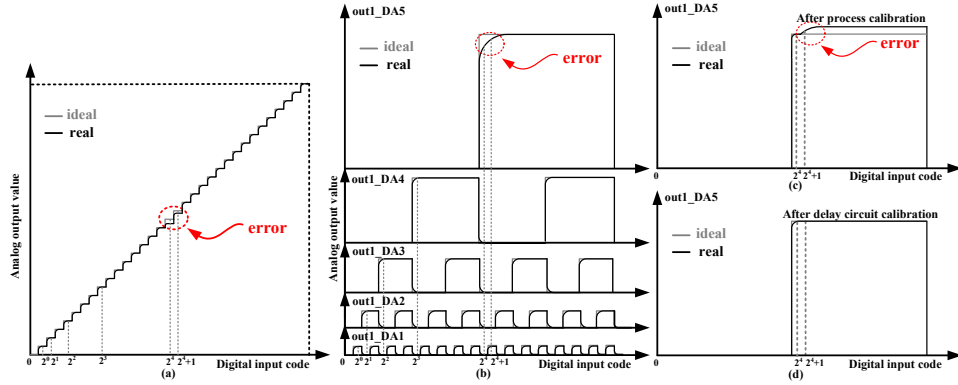 Analog output value
ideal
real
error
0
2⁰ 2¹ 2² 2³ 2⁴ 2⁴+1
Digital input code
(a)
out1_DA5
ideal
real
error
out1_DA4
Analog output value
out1_DA3
out1_DA2
out1_DA1
0
2⁰ 2¹ 2² 2³ 2⁴ 2⁴+1
Digital input code
(b)
out1_DA5
After process calibration
ideal
real
error
0
2⁴ 2⁴+1
Digital input code
(c)
out1_DA5
After delay circuit calibration
ideal
real
0
2⁴ 2⁴+1
Digital input code
(d)